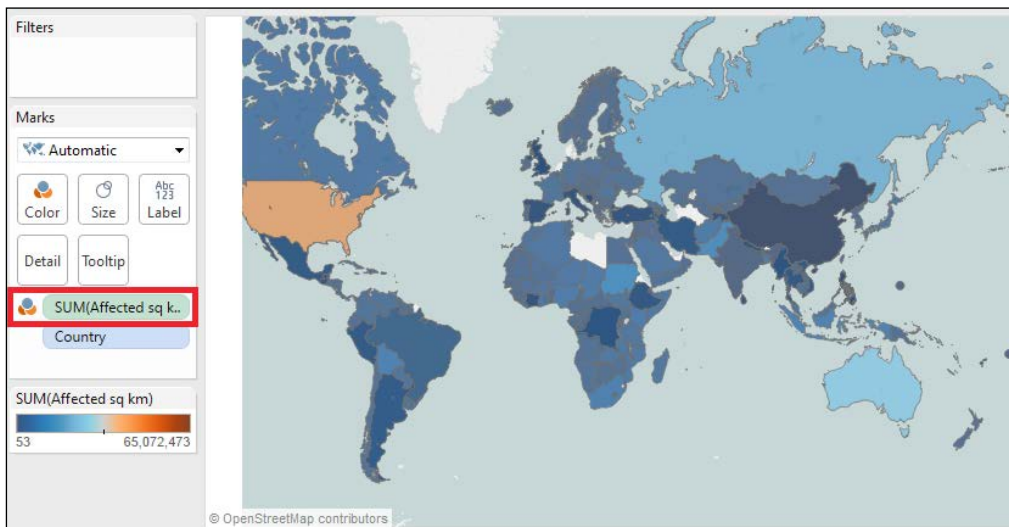 Filters
Marks
Automatic
Color
Size
Abc
123
Label
Detail
Tooltip
SUM(Affected sq k..
Country
SUM(Affected sq km)
53
65,072,473
© OpenStreetMap contributors